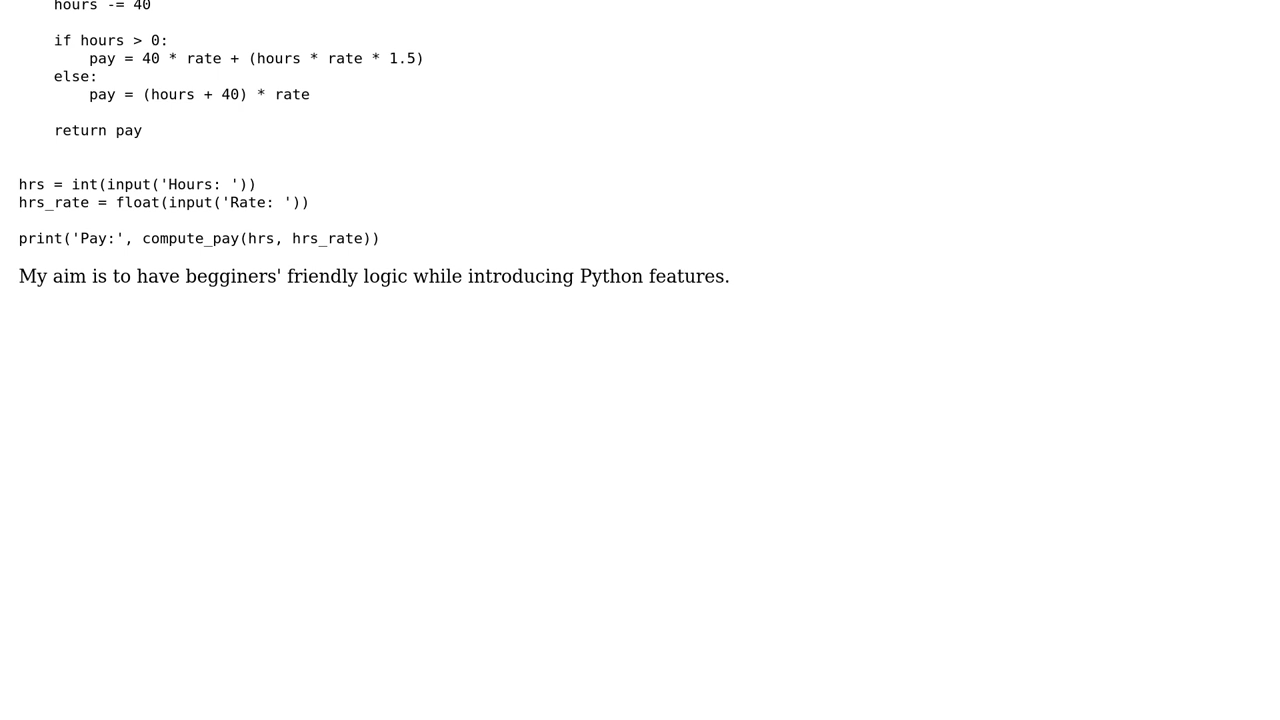 hours -= 40

    if hours > 0:
        pay = 40 * rate + (hours * rate * 1.5)
    else:
        pay = (hours + 40) * rate

    return pay


hrs = int(input('Hours: '))
hrs_rate = float(input('Rate: '))

print('Pay:', compute_pay(hrs, hrs_rate))
My aim is to have begginers' friendly logic while introducing Python features.